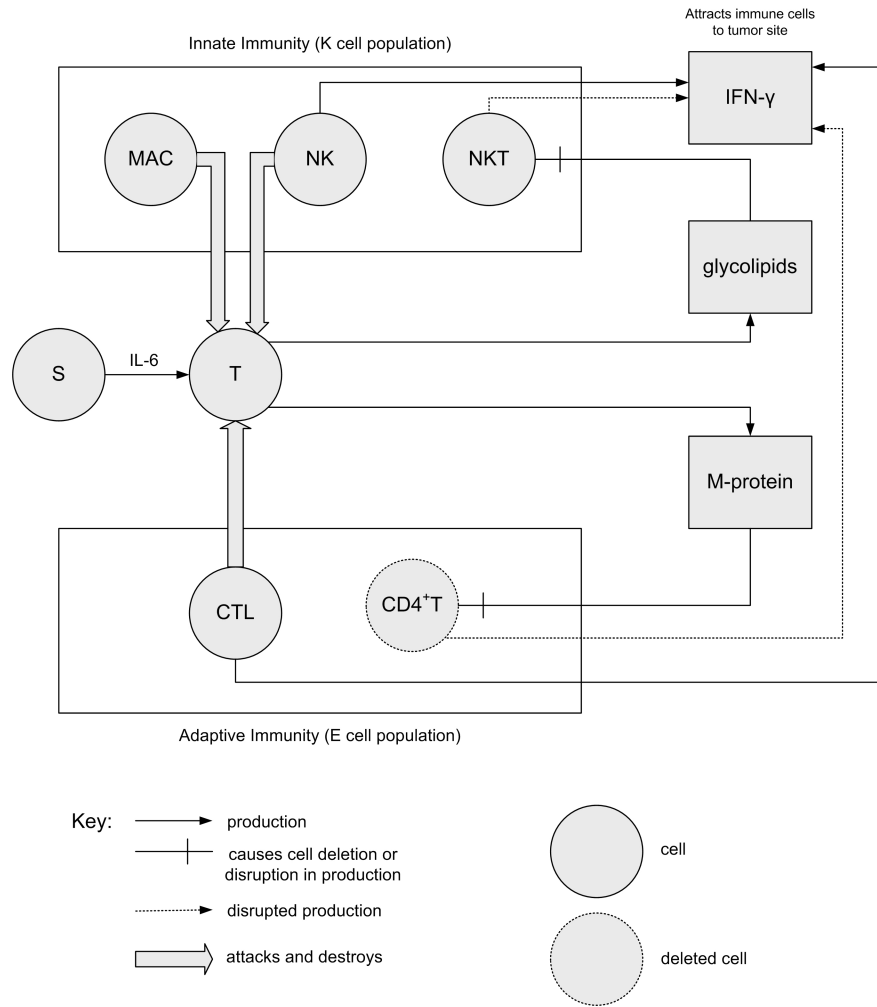 Attracts immune cells
to tumor site
Innate Immunity (K cell population)
IFN-γ
MAC
NK
NKT
glycolipids
IL-6
S
T
M-protein
CTL
CD4⁺T
Adaptive Immunity (E cell population)
Key:
production
causes cell deletion or
disruption in production
disrupted production
attacks and destroys
cell
deleted cell